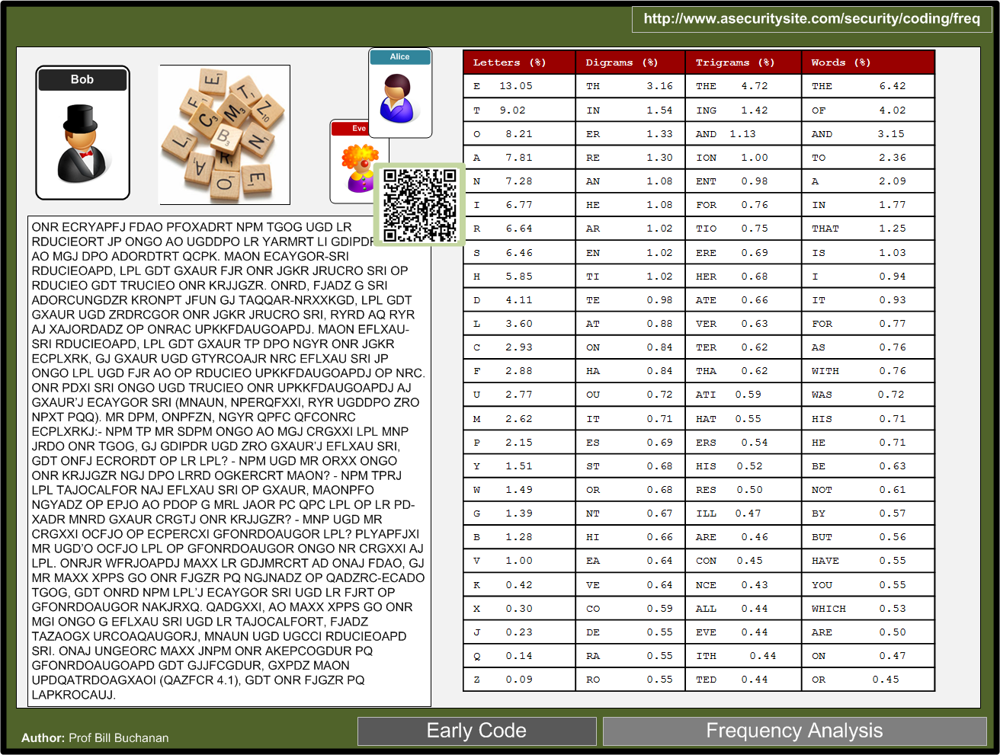 http://www.asecuritysite.com/security/coding/freq
Bob
Alice
Eve
ONR ECRYAPFJ FDAO PFOXADRT NPM TGOG UGD LR
RDUCIEORT JP ONGO AO UGDDPO LR YARMRT LI
AO MGJ DPO ADORDTRT QCPK. MAON ECAYGOR-SRI
RDUCIEOAPD, LPL GDT GXAUR FJR ONR JGKR JRUCRO SRI OP
RDUCIEO GDT TRUCIEO ONR KRJJGZR. ONRD, FJADZ G SRI
ADORCUNGDZR KRONPT JFUN GJ TAQQAR-NRXXKGD, LPL GDT
GXAUR UGD ZRDRCGOR ONR JGKR JRUCRO SRI, RYRD AQ RYR
AJ XAJORDADZ OP ONRAC UPKKFDAUGOAPDJ. MAON EFLXAU-
SRI RDUCIEOAPD, LPL GDT GXAUR TP DPO NGYR ONR JGKR
ECPLXRK, GJ GXAUR UGD GTYRCOAJR NRC EFLXAU SRI JP
ONGO LPL UGD FJR AO OP RDUCIEO UPKKFDAUGOAPDJ OP NRC.
ONR PDXI SRI ONGO UGD TRUCIEO ONR UPKKFDAUGOAPDJ AJ
GXAUR’J ECAYGOR SRI (MNAUN, NPERQFXXI, RYR UGDDPO ZRO
NPXT PQQ). MR DPM, ONPFZN, NGYR QPFC QFCONRC
ECPLXRKJ:- NPM TP MR SDPM ONGO AO MGJ CRGXXI LPL MNP
JRDO ONR TGOG, GJ GDIPDR UGD ZRO GXAUR’J EFLXAU SRI,
GDT ONFJ ECRORDT OP LR LPL? - NPM UGD MR ORXX ONGO
ONR KRJJGZR NGJ DPO LRRD OGKERCRT MAON? - NPM TPRJ
LPL TAJOCALFOR NAJ EFLXAU SRI OP GXAUR, MAONPFO
NGYADZ OP EPJO AO PDOP G MRL JAOR PC QPC LPL OP LR PD-
XADR MNRD GXAUR CRGTJ ONR KRJJGZR? - MNP UGD MR
CRGXXI OCFJO OP ECPERCXI GFONRDOAUGOR LPL? PLYAPFJXI
MR UGD’O OCFJO LPL OP GFONRDOAUGOR ONGO NR CRGXXI AJ
LPL. ONRJR WFRJOAPDJ MAXX LR GDJMRCRT AD ONAJ FDAO, GJ
MR MAXX XPPS GO ONR FJGZR PQ NGJNADZ OP QADZRC-ECADO
TGOG, GDT ONRD NPM LPL’J ECAYGOR SRI UGD LR FJRT OP
GFONRDOAUGOR NAKJRXQ. QADGXXI, AO MAXX XPPS GO ONR
MGI ONGO G EFLXAU SRI UGD LR TAJOCALFORT, FJADZ
TAZAOGX URCOAQAUGORJ, MNAUN UGD UGCCI RDUCIEOAPD
SRI. ONAJ UNGEORC MAXX JNPM ONR AKEPCOGDUR PQ
GFONRDOAUGOAPD GDT GJJFCGDUR, GXPDZ MAON
UPDQATRDOAGXAOI (QAZFCR 4.1), GDT ONR FJGZR PQ
LAPKROCAUJ.
Letters (%) Digrams (%) Trigrams (%) Words (%)
E 13.05 TH 3.16 THE 4.72 THE 6.42
T 9.02 IN 1.54 ING 1.42 OF 4.02
O 8.21 ER 1.33 AND 1.13 AND 3.15
A 7.81 RE 1.30 ION 1.00 TO 2.36
N 7.28 AN 1.08 ENT 0.98 A 2.09
I 6.77 HE 1.08 FOR 0.76 IN 1.77
R 6.64 AR 1.02 TIO 0.75 THAT 1.25
S 6.46 EN 1.02 ERE 0.69 IS 1.03
H 5.85 TI 1.02 HER 0.68 I 0.94
D 4.11 TE 0.98 ATE 0.66 IT 0.93
L 3.60 AT 0.88 VER 0.63 FOR 0.77
C 2.93 ON 0.84 TER 0.62 AS 0.76
F 2.88 HA 0.84 THA 0.62 WITH 0.76
U 2.77 OU 0.72 ATI 0.59 WAS 0.72
M 2.62 IT 0.71 HAT 0.55 HIS 0.71
P 2.15 ES 0.69 ERS 0.54 HE 0.71
Y 1.51 ST 0.68 HIS 0.52 BE 0.63
W 1.49 OR 0.68 RES 0.50 NOT 0.61
G 1.39 NT 0.67 ILL 0.47 BY 0.57
B 1.28 HI 0.66 ARE 0.46 BUT 0.56
V 1.00 EA 0.64 CON 0.45 HAVE 0.55
K 0.42 VE 0.64 NCE 0.43 YOU 0.55
X 0.30 CO 0.59 ALL 0.44 WHICH 0.53
J 0.23 DE 0.55 EVE 0.44 ARE 0.50
Q 0.14 RA 0.55 ITH 0.44 ON 0.47
Z 0.09 RO 0.55 TED 0.44 OR 0.45
Author: Prof Bill Buchanan
Early Code
Frequency Analysis